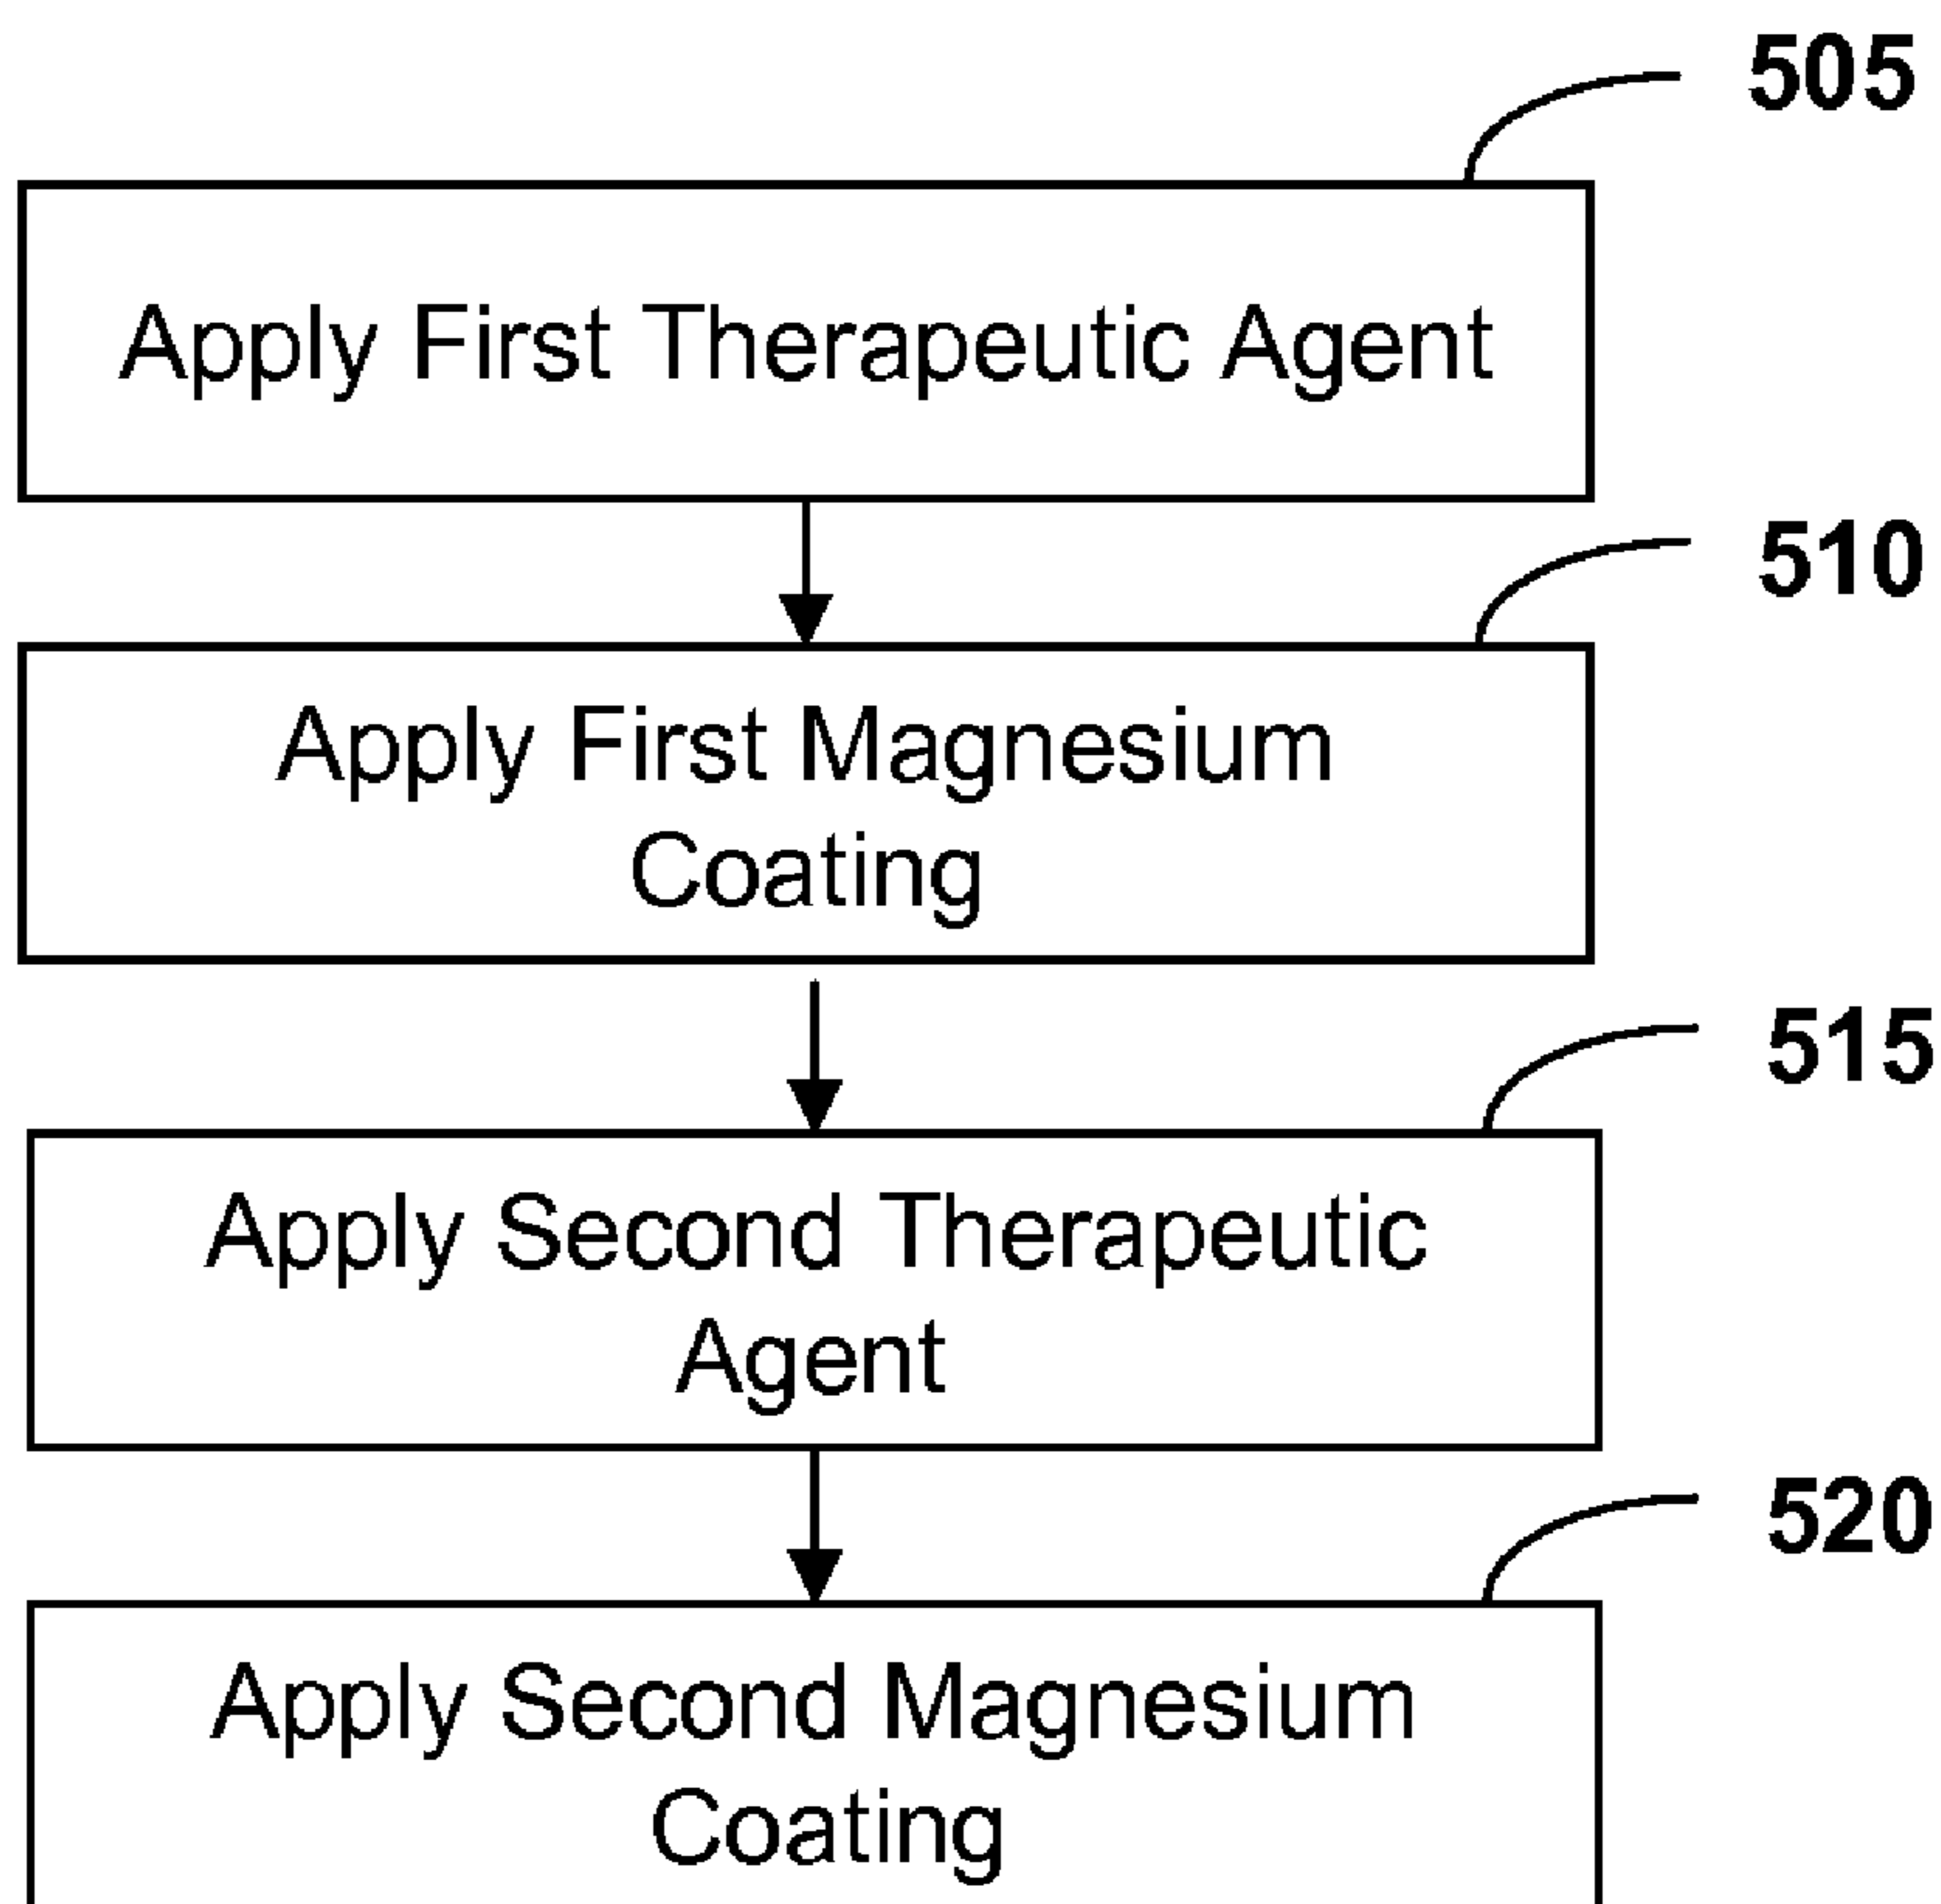 505
Apply First Therapeutic Agent
510
Apply First Magnesium
Coating
515
Apply Second Therapeutic
Agent
520
Apply Second Magnesium
Coating